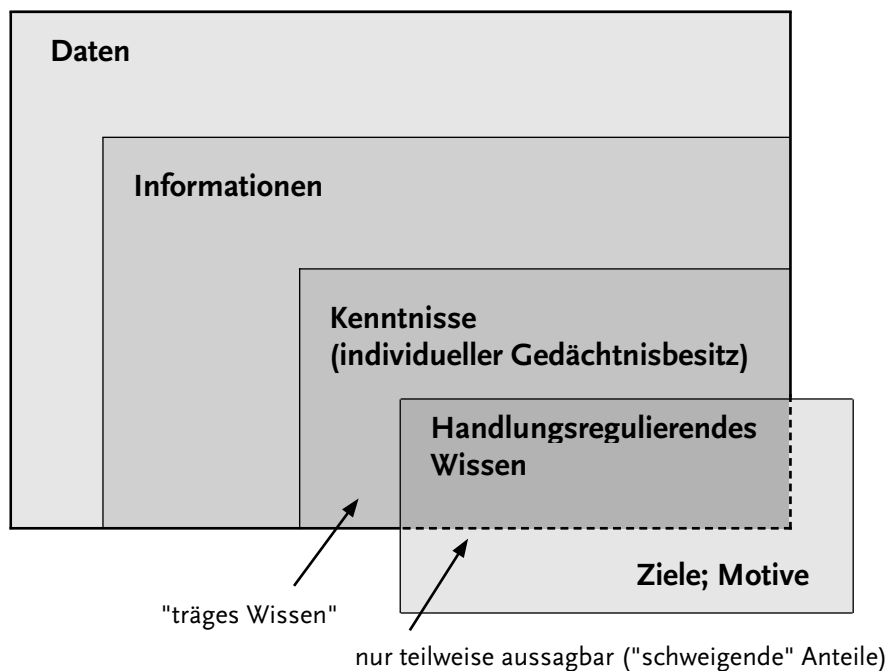 Daten
Informationen
Kenntnisse
(individueller Gedächtnisbesitz)
Handlungsregulierendes
Wissen
Ziele; Motive
"träges Wissen"
nur teilweise aussagbar ("schweigende" Anteile)